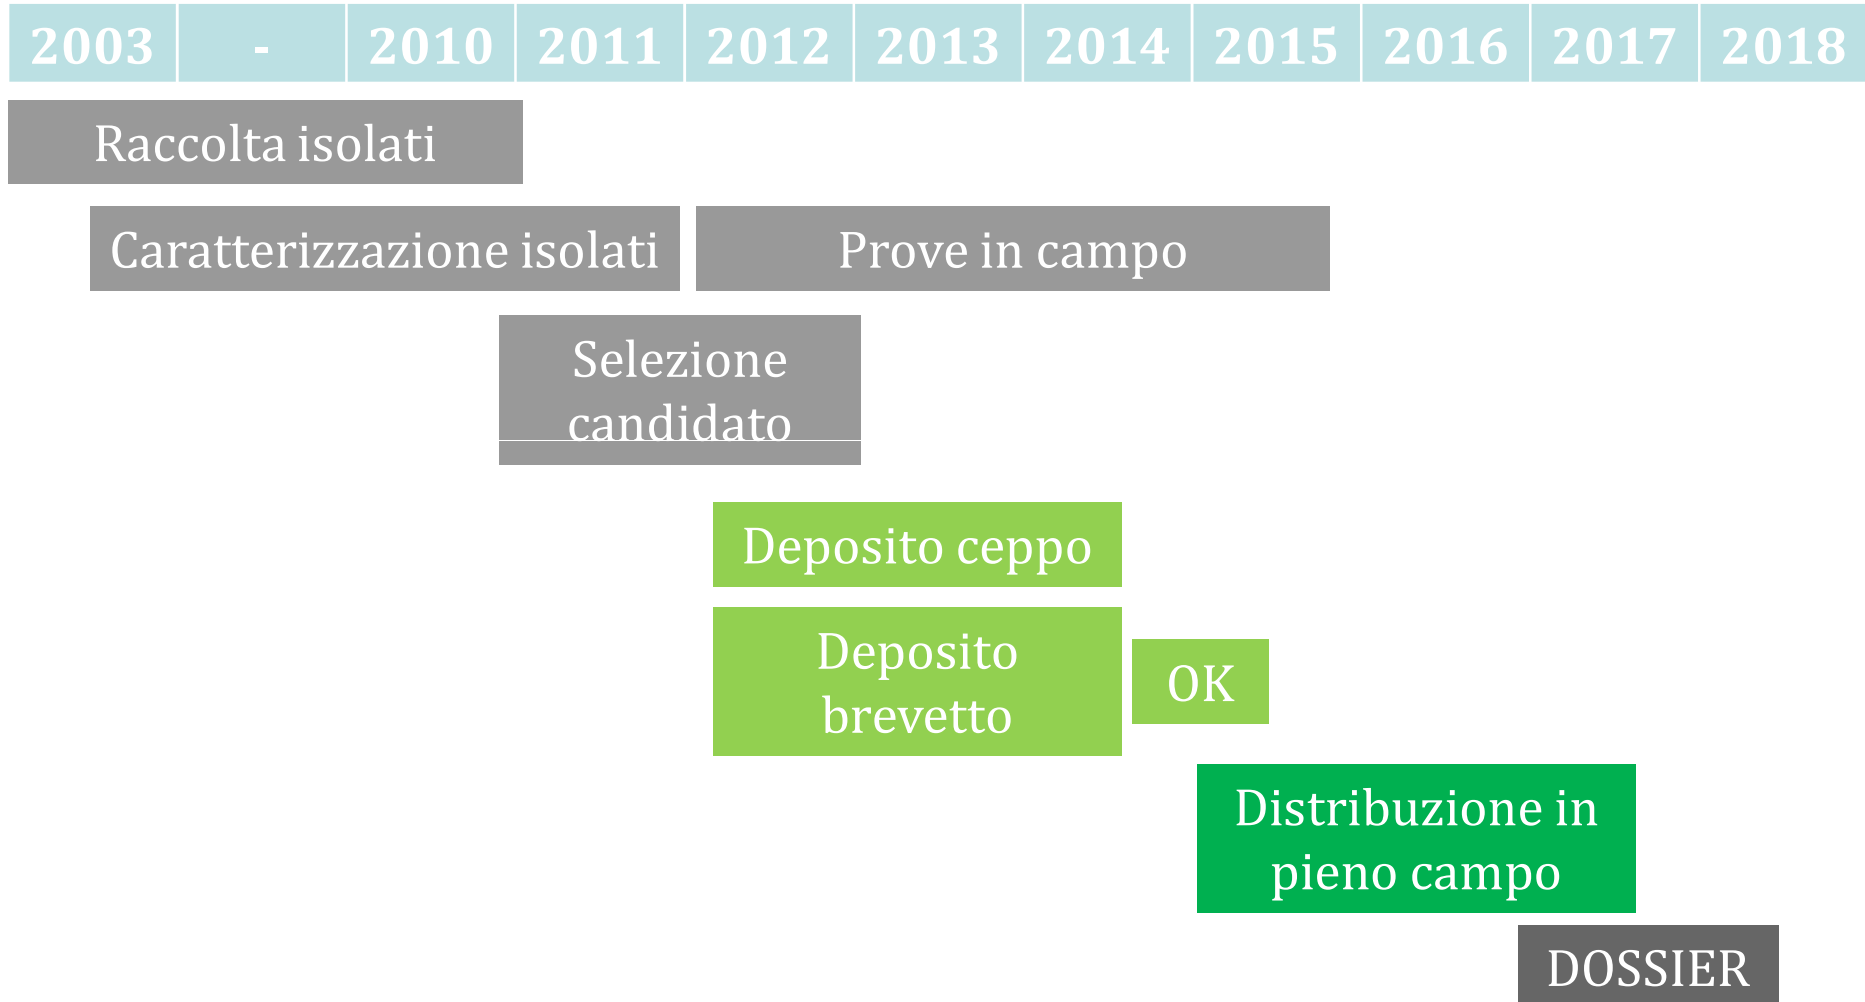 2003 - 2010 2011 2012 2013 2014 2015 2016 2017 2018
Raccolta isolati
Caratterizzazione isolati
Prove in campo
Selezione
candidato
Deposito ceppo
Deposito
brevetto
OK
Distribuzione in
pieno campo
DOSSIER